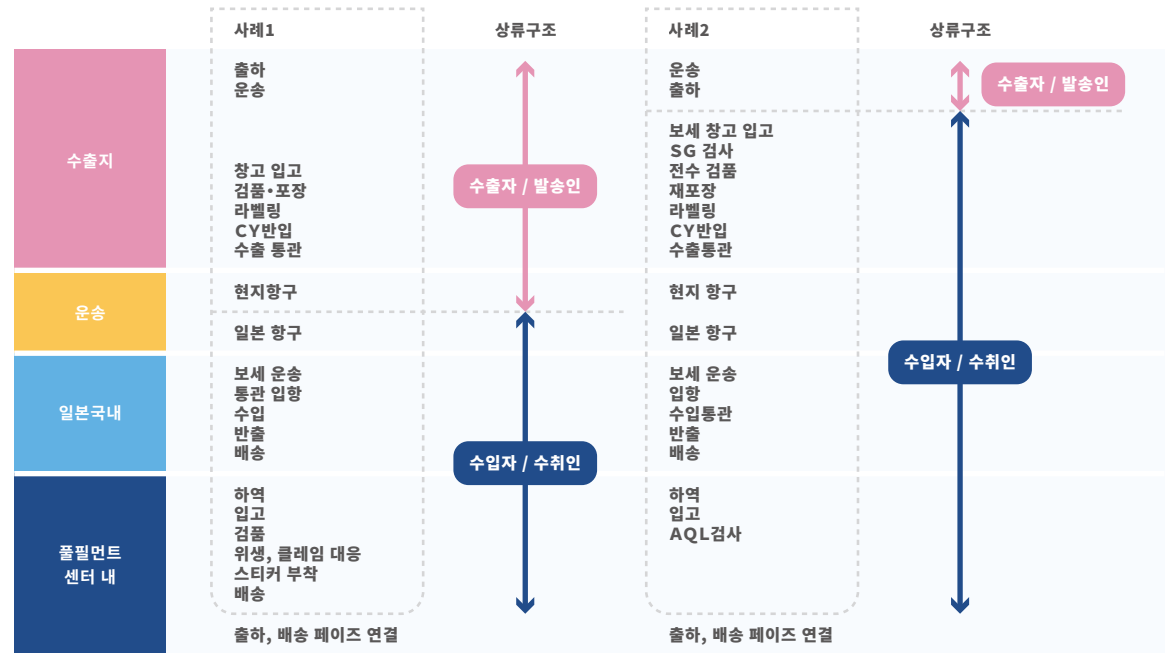 사례1
상류구조
사례2
상류구조
수출지
출하
운송
창고 입고
검품·포장
라벨링
CY반입
수출 통관
수출자 / 발송인
운송
출하
보세 창고 입고
SG 검사
전수 검품
재포장
라벨링
CY반입
수출통관
수출자 / 발송인
운송
현지항구
일본 항구
현지 항구
일본 항구
일본국내
보세 운송
통관 입항
수입
반출
배송
수입자 / 수취인
보세 운송
입항
수입통관
반출
배송
수입자 / 수취인
풀필먼트
센터 내
하역
입고
검품
위생, 클레임 대응
스티커 부착
배송
출하, 배송 페이즈 연결
하역
입고
AQL검사
출하, 배송 페이즈 연결